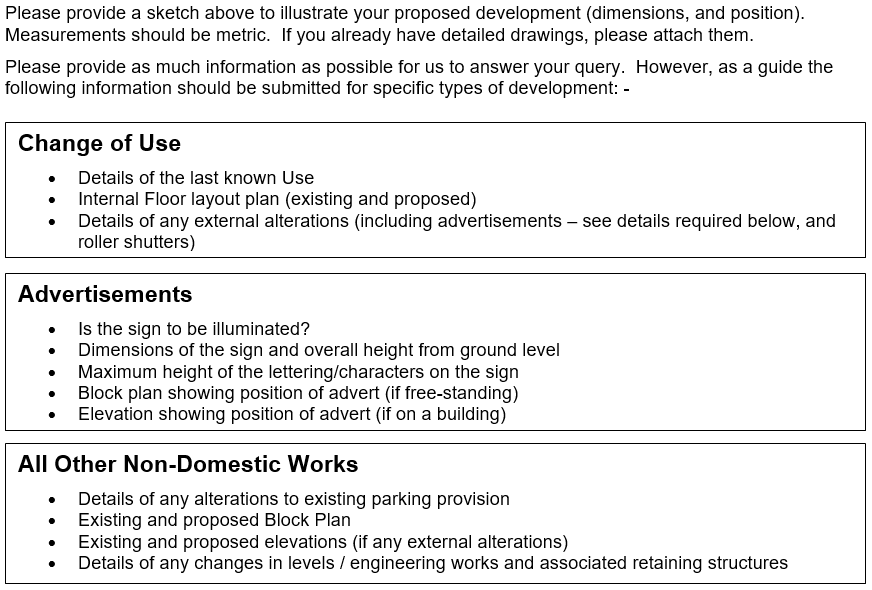 Please provide a sketch above to illustrate your proposed development (dimensions, and position).
Measurements should be metric.  If you already have detailed drawings, please attach them.
Please provide as much information as possible for us to answer your query.  However, as a guide the
following information should be submitted for specific types of development: -
Change of Use
• Details of the last known Use
• Internal Floor layout plan (existing and proposed)
• Details of any external alterations (including advertisements – see details required below, and
roller shutters)
Advertisements
• Is the sign to be illuminated?
• Dimensions of the sign and overall height from ground level
• Maximum height of the lettering/characters on the sign
• Block plan showing position of advert (if free-standing)
• Elevation showing position of advert (if on a building)
All Other Non-Domestic Works
• Details of any alterations to existing parking provision
• Existing and proposed Block Plan
• Existing and proposed elevations (if any external alterations)
• Details of any changes in levels / engineering works and associated retaining structures